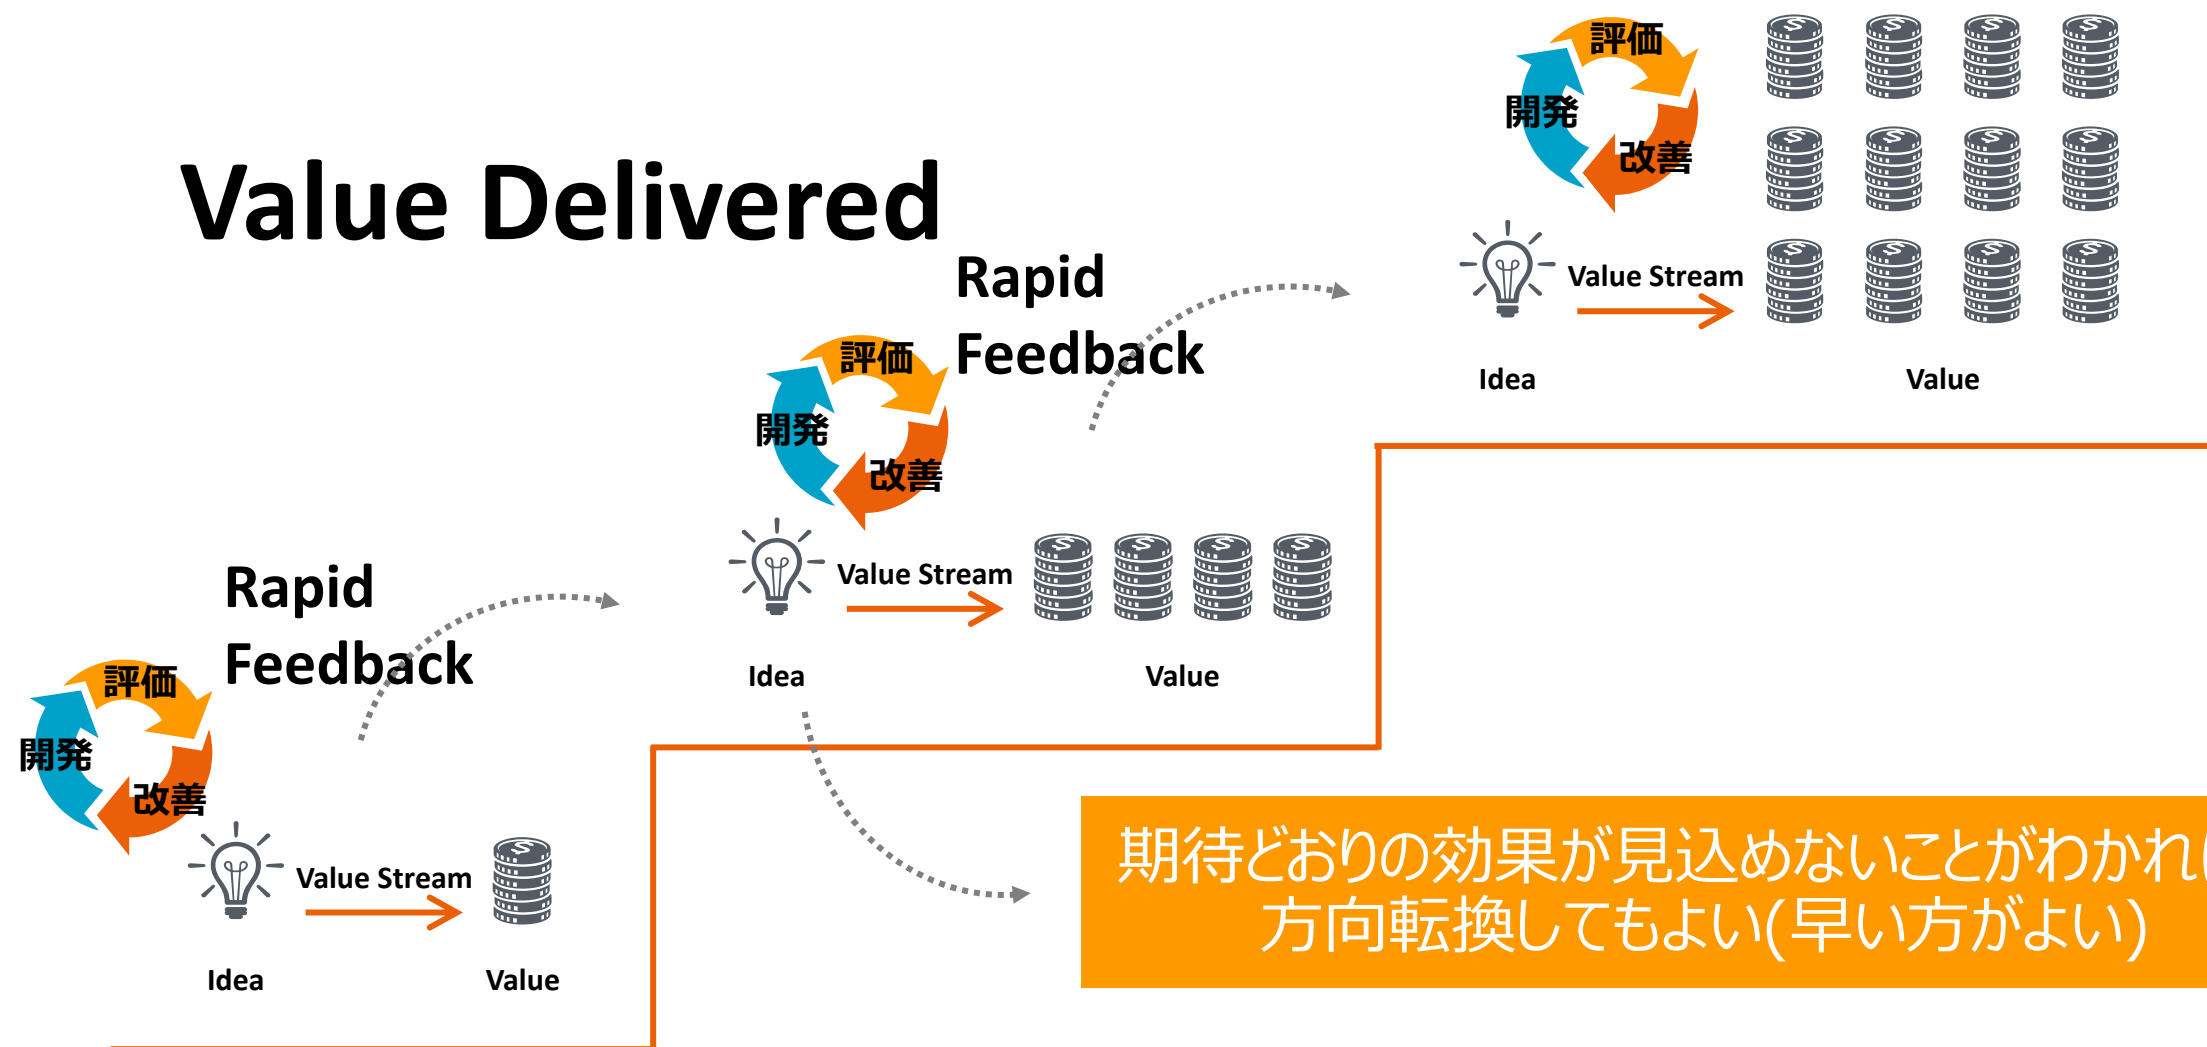 Value Delivered
評価
開発
改善
Value Stream
Idea
Value
Rapid
Feedback
評価
開発
改善
Value Stream
Idea
Value
Rapid
Feedback
評価
開発
改善
Value Stream
Idea
Value
期待どおりの効果が見込めないことがわかれ
方向転換してもよい(早い方がよい)